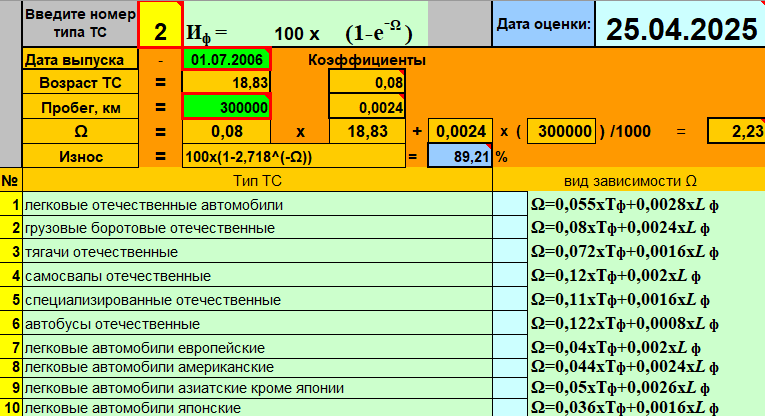 Введите номер типа ТС 2 Иф = 100 x (1-e^-Ω) Дата оценки: 25.04.2025
Дата выпуска - 01.07.2006 Коэффициенты
Возраст ТС = 18,83 0,08
Пробег, км = 300000 0,0024
Ω = 0,08 x 18,83 + 0,0024 x ( 300000 ) /1000 = 2,23
Износ = 100x(1-2,718^(-Ω)) = 89,21 %
№ Тип ТС вид зависимости Ω
1 легковые отечественные автомобили Ω=0,055xTф+0,0028xL ф
2 грузовые боротовые отечественные Ω=0,08xTф+0,0024xL ф
3 тягачи отечественные Ω=0,072xTф+0,0016xL ф
4 самосвалы отечественные Ω=0,12xTф+0,002xL ф
5 специализированные отечественные Ω=0,11xTф+0,0016xL ф
6 автобусы отечественные Ω=0,122xTф+0,0008xL ф
7 легковые автомобили европейские Ω=0,04xTф+0,002xL ф
8 легковые автомобили американские Ω=0,044xTф+0,0024xL ф
9 легковые автомобили азиатские кроме японии Ω=0,05xTф+0,0026xL ф
10 легковые автомобили японские Ω=0,036xTф+0,0016xL ф